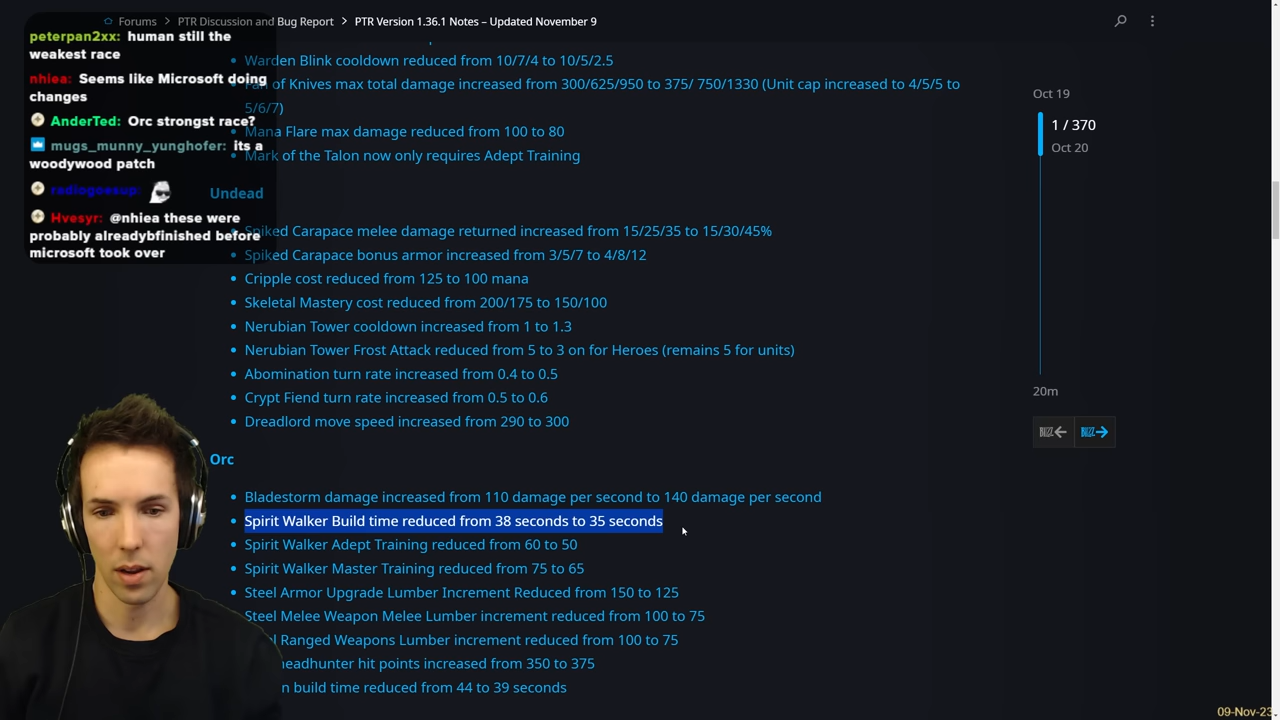 Forums > PTR Discussion and Bug Report > PTR Version 1.36.1 Notes – Updated November 9
peterpan2xx: human still the
weakest race
nhiea: Seems like Microsoft doing
changes
AnderTed: Orc strongst race?
mugs_munny_yunghofer: its a
woodywood patch
radiogoesup:
Hvesyr: @nhiea these were
probably alreadybfinished before
microsoft took over
Warden Blink cooldown reduced from 10/7/4 to 10/5/2.5
of Knives max total damage increased from 300/625/950 to 375/ 750/1330 (Unit cap increased to 4/5/5 to
5/6/7)
Mana Flare max damage reduced from 100 to 80
Mark of the Talon now only requires Adept Training
Undead
Spiked Carapace melee damage returned increased from 15/25/35 to 15/30/45%
Spiked Carapace bonus armor increased from 3/5/7 to 4/8/12
Cripple cost reduced from 125 to 100 mana
Skeletal Mastery cost reduced from 200/175 to 150/100
Nerubian Tower cooldown increased from 1 to 1.3
Nerubian Tower Frost Attack reduced from 5 to 3 on for Heroes (remains 5 for units)
Abomination turn rate increased from 0.4 to 0.5
Crypt Fiend turn rate increased from 0.5 to 0.6
Dreadlord move speed increased from 290 to 300
Orc
Bladestorm damage increased from 110 damage per second to 140 damage per second
Spirit Walker Build time reduced from 38 seconds to 35 seconds
Spirit Walker Adept Training reduced from 60 to 50
Spirit Walker Master Training reduced from 75 to 65
Steel Armor Upgrade Lumber Increment Reduced from 150 to 125
Steel Melee Weapon Melee Lumber increment reduced from 100 to 75
Ranged Weapons Lumber increment reduced from 100 to 75
headhunter hit points increased from 350 to 375
build time reduced from 44 to 39 seconds
Oct 19
1 / 370
Oct 20
20m
BLIZZ BLIZZ
09-Nov-23